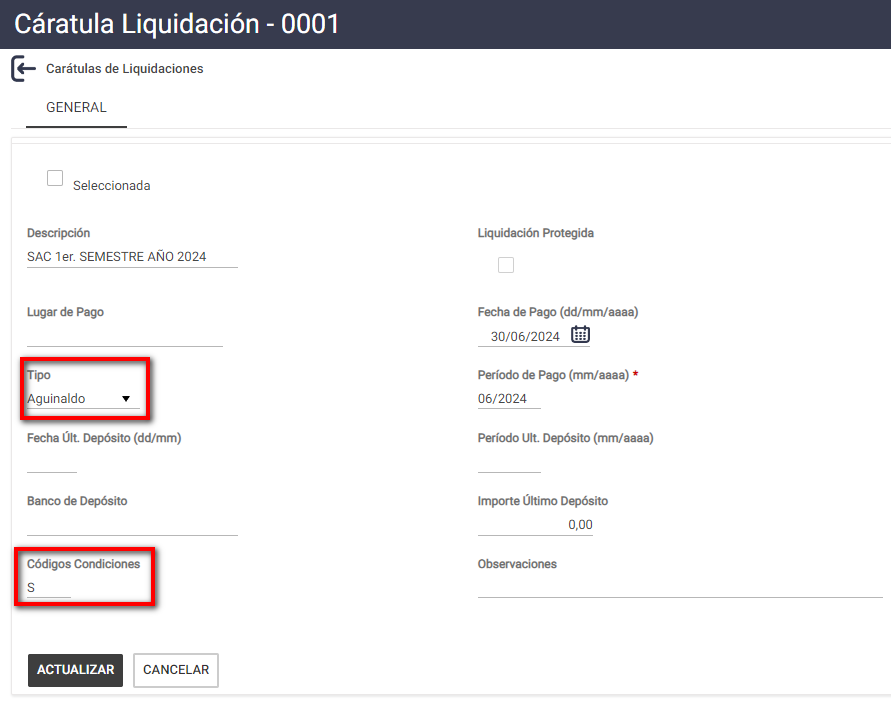 Cáratula Liquidación - 0001
Carátulas de Liquidaciones
GENERAL
Seleccionada
Descripción
SAC 1er. SEMESTRE AÑO 2024
Liquidación Protegida
Lugar de Pago
Fecha de Pago (dd/mm/aaaa)
30/06/2024
Tipo
Aguinaldo
Período de Pago (mm/aaaa) *
06/2024
Fecha Últ. Depósito (dd/mm)
Período Ult. Depósito (mm/aaaa)
Banco de Depósito
Importe Último Depósito
0,00
Códigos Condiciones
S
Observaciones
ACTUALIZAR
CANCELAR